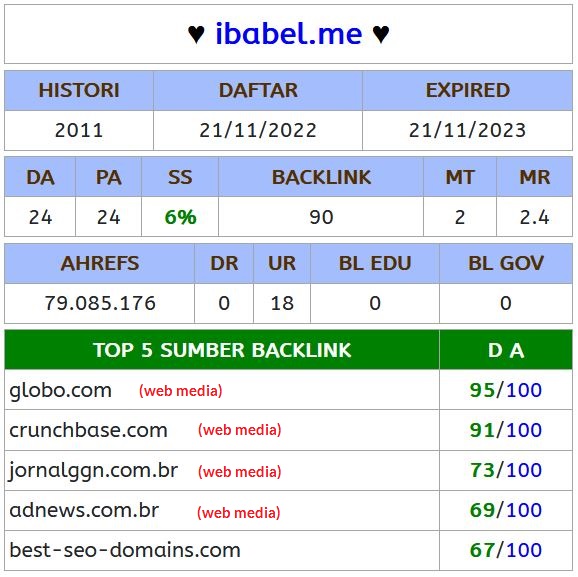 ♥ ibabel.me ♥
HISTORI DAFTAR EXPIRED
2011 21/11/2022 21/11/2023
DA PA SS BACKLINK MT MR
24 24 6% 90 2 2.4
AHREFS DR UR BL EDU BL GOV
79.085.176 0 18 0 0
TOP 5 SUMBER BACKLINK D A
globo.com (web media) 95/100
crunchbase.com (web media) 91/100
jornalggn.com.br (web media) 73/100
adnews.com.br (web media) 69/100
best-seo-domains.com 67/100